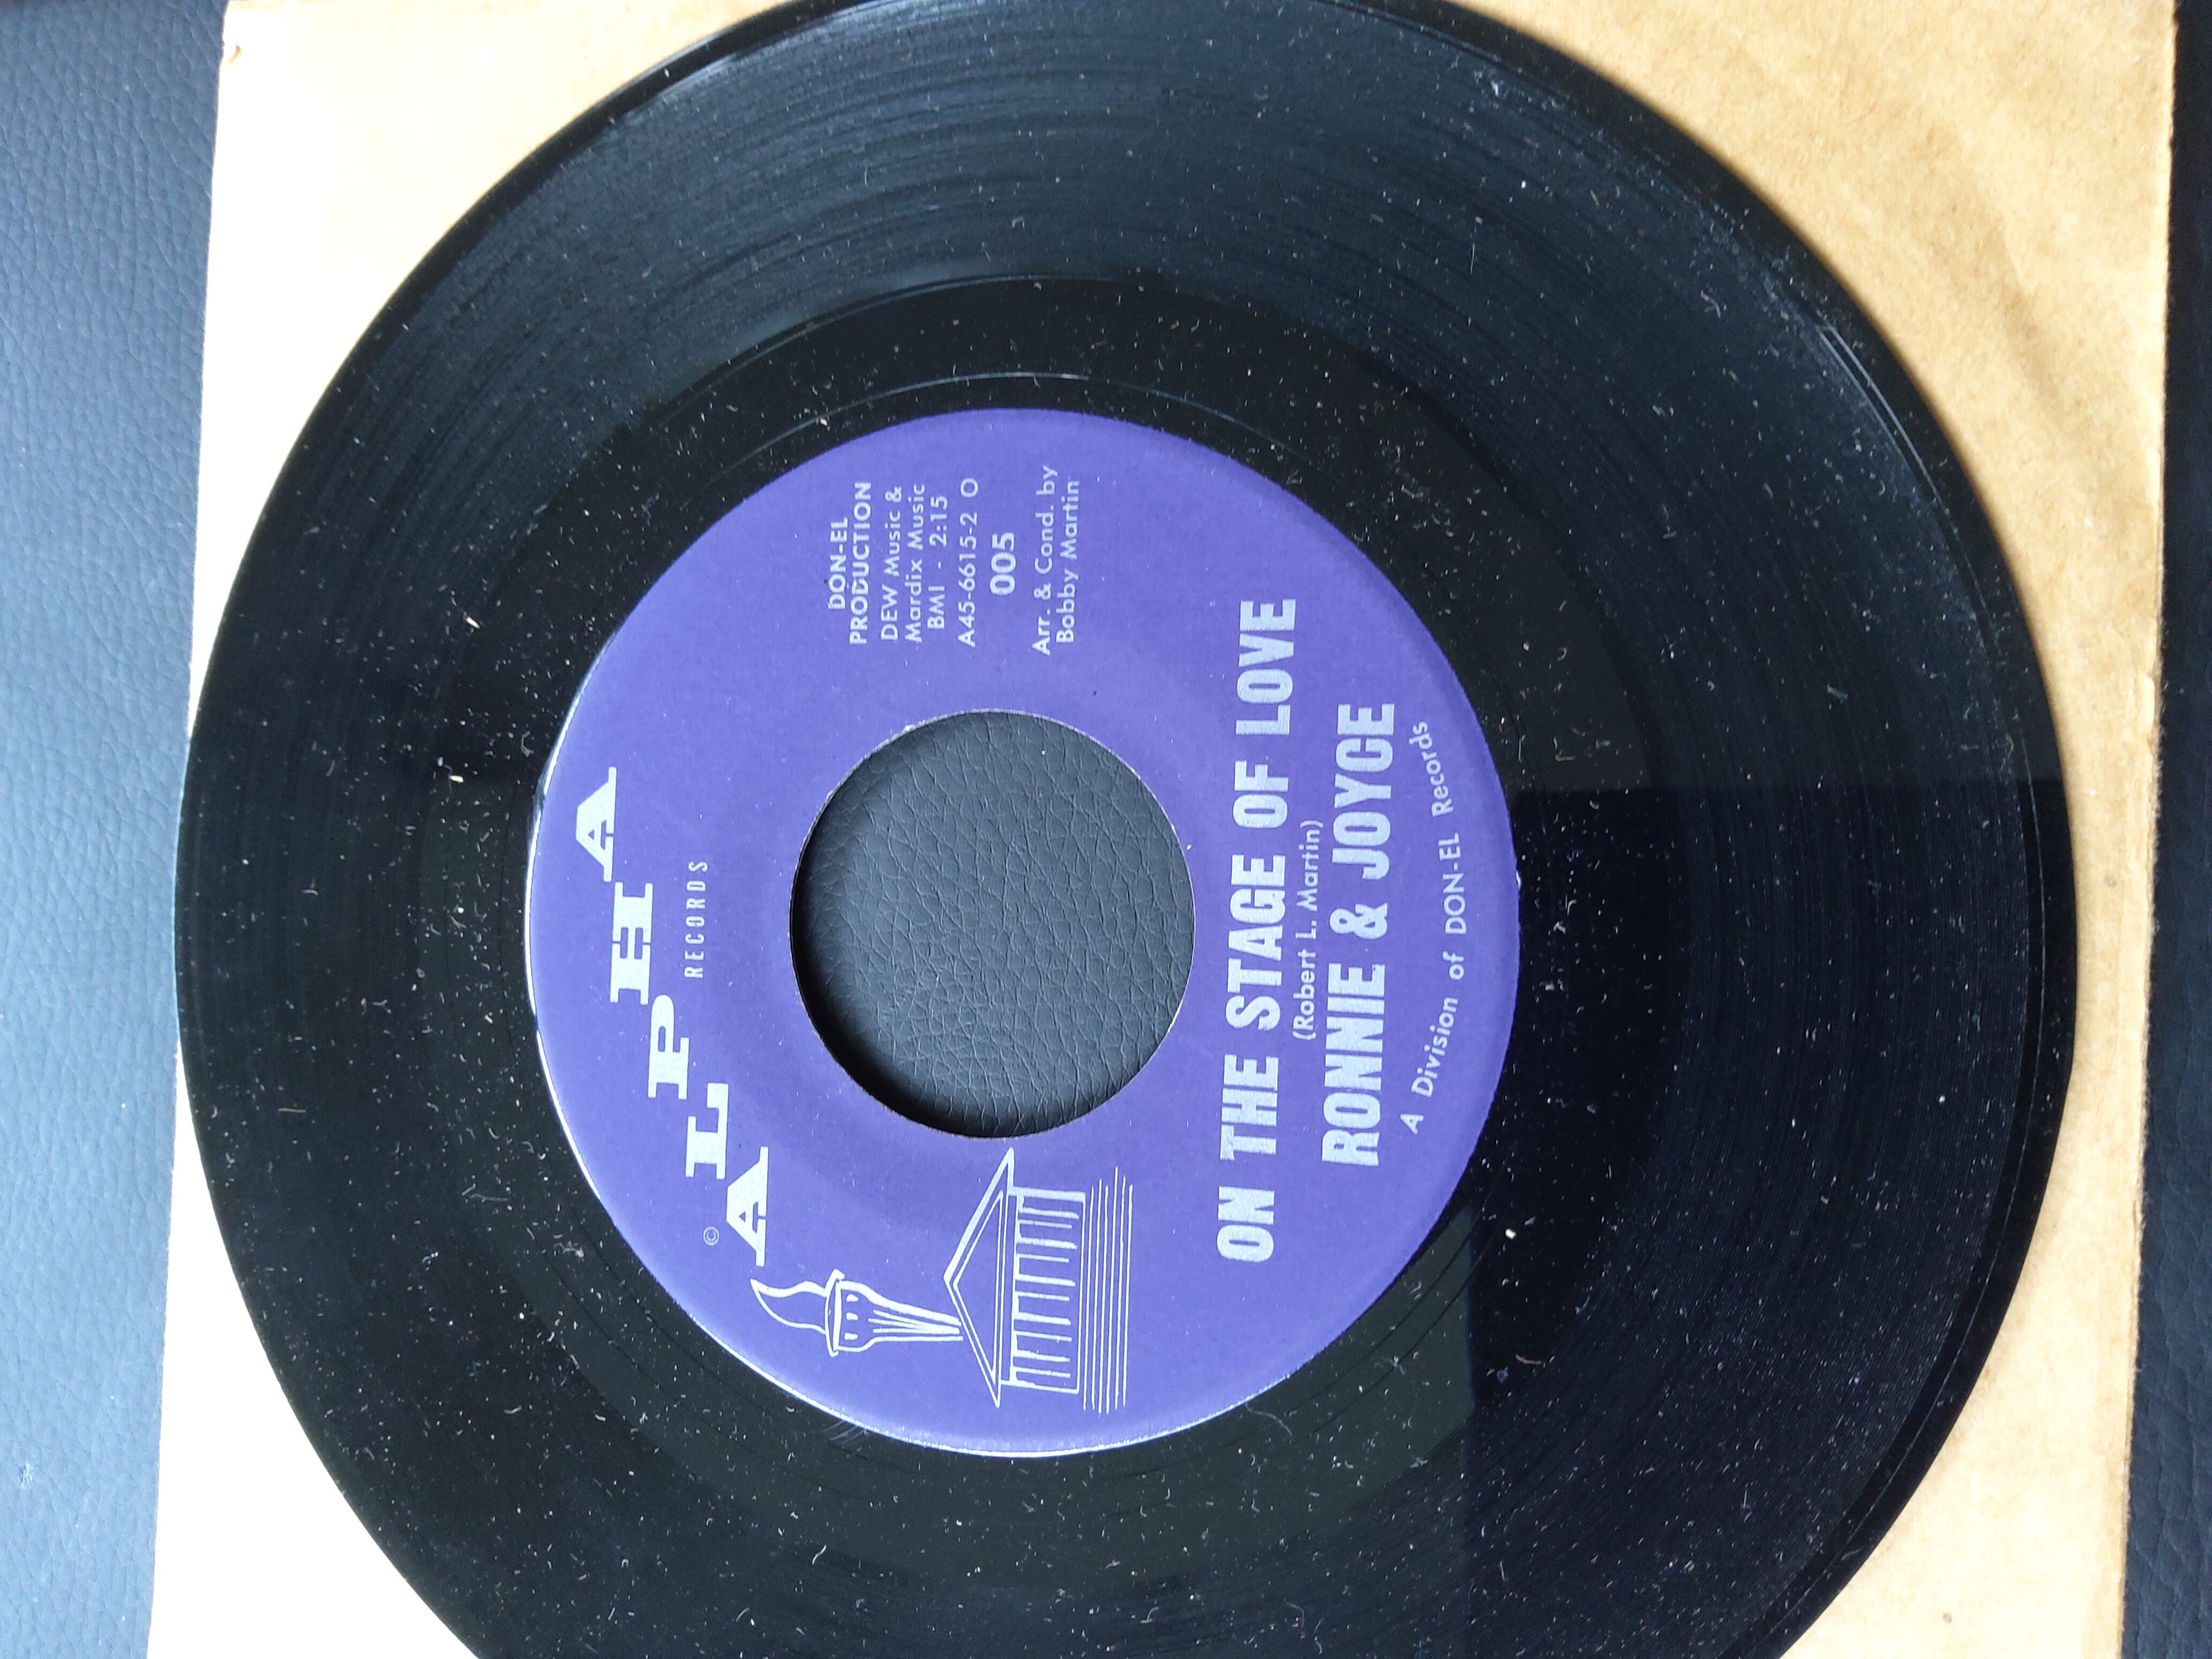 © ALPHA
RECORDS
DON-EL
PRODUCTION
DEW Music &
Mardix Music
BMI - 2:15
A45-6615-2 O
005
Arr. & Cond. by
Bobby Martin
ON THE STAGE OF LOVE
(Robert L. Martin)
RONNIE & JOYCE
A Division of DON-EL Records